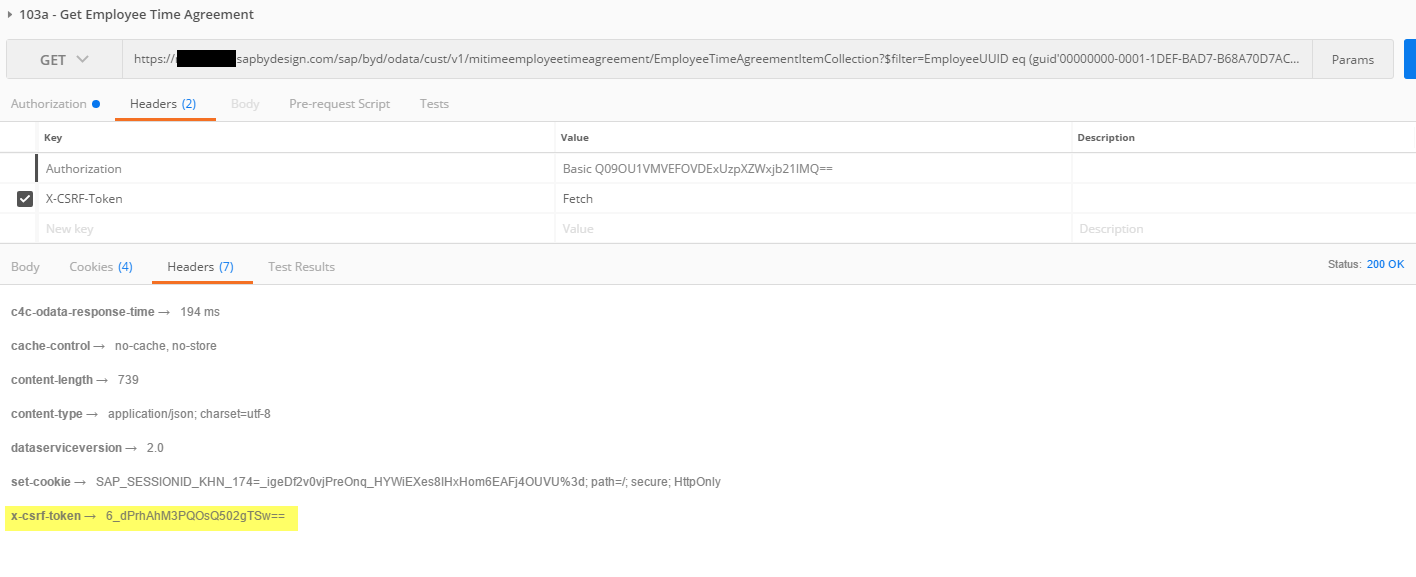 103a - Get Employee Time Agreement
GET https:// sapbydesign.com/sap/byd/odata/cust/v1/mitimeemployeetimeagreement/EmployeeTimeAgreementItemCollection?$filter=EmployeeUUID eq (guid'00000000-0001-1DEF-BAD7-B68A70D7AC... Params
Authorization Headers (2) Body Pre-request Script Tests
Key Value Description
Authorization Basic Q09OU1VMVEFOVDExUzpXZWxjb21lMQ==
X-CSRF-Token Fetch
New key Value Description
Body Cookies (4) Headers (7) Test Results Status: 200 OK
c4c-odata-response-time → 194 ms
cache-control → no-cache, no-store
content-length → 739
content-type → application/json; charset=utf-8
dataserviceversion → 2.0
set-cookie → SAP_SESSIONID_KHN_174=_igeDf2v0vjPreOnq_HYWiEXes8IHxHom6EAFj4OUVU%3d; path=/; secure; HttpOnly
x-csrf-token → 6_dPrhAhM3PQOsQ502gTSw==